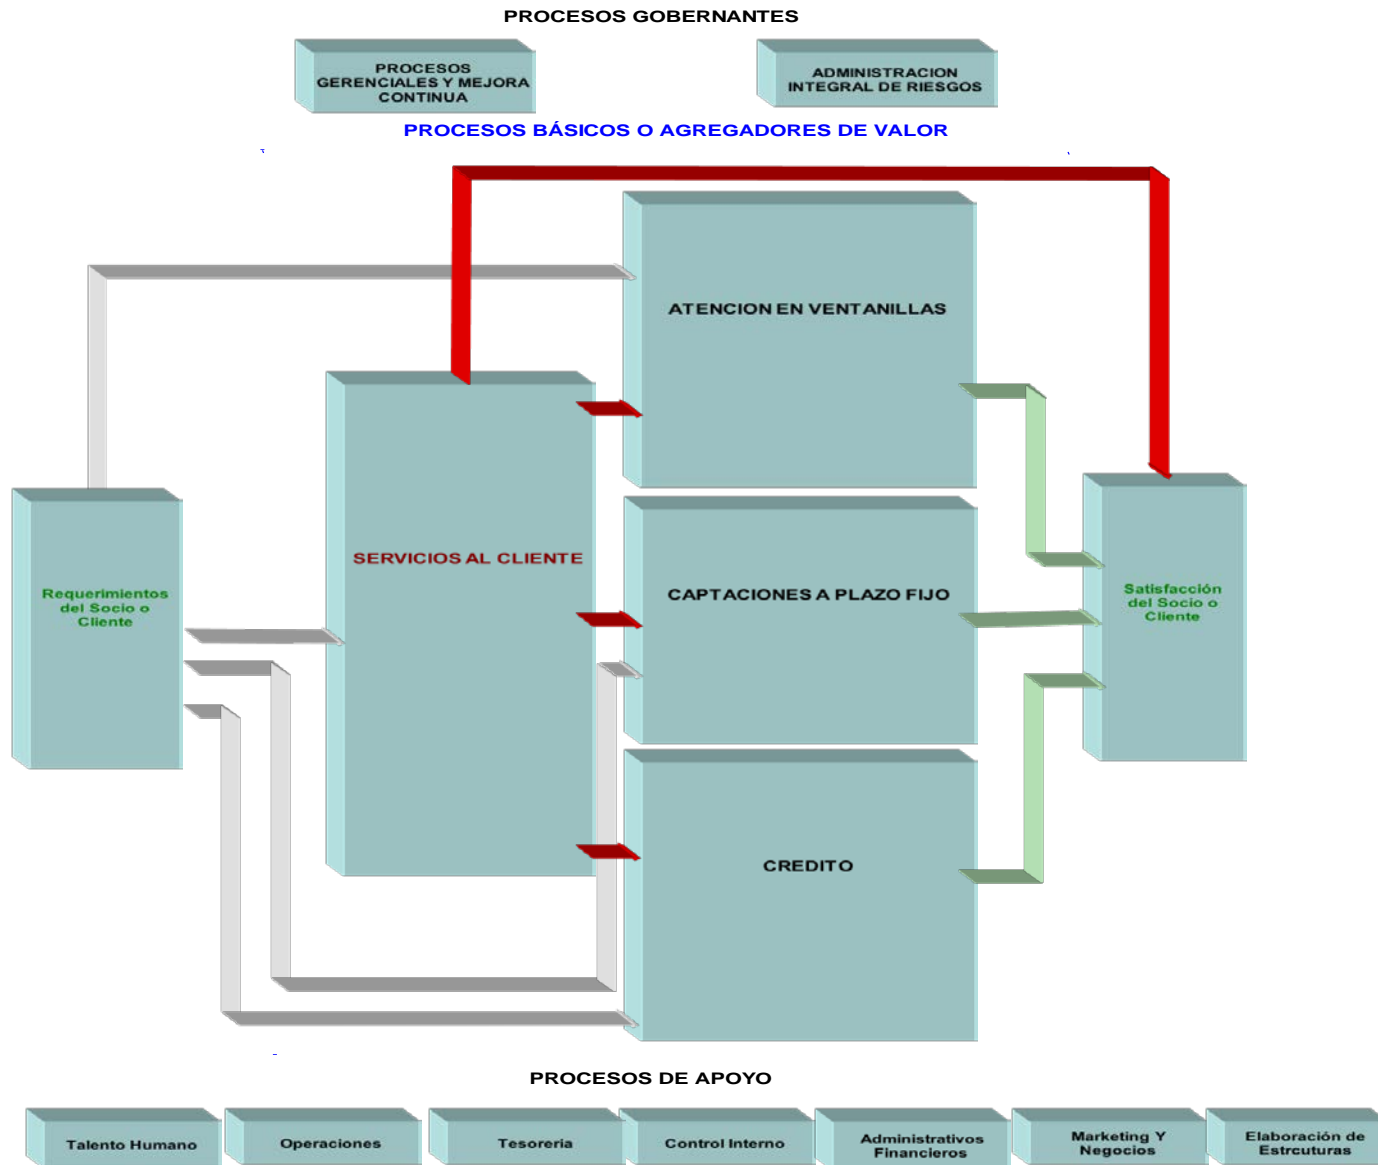 PROCESOS GOBERNANTES
PROCESOS
GERENCIALES Y MEJORA
CONTINUA
ADMINISTRACION
INTEGRAL DE RIESGOS
PROCESOS BÁSICOS O AGREGADORES DE VALOR
ATENCION EN VENTANILLAS
SERVICIOS AL CLIENTE
CAPTACIONES A PLAZO FIJO
Requerimientos
del Socio o
Cliente
Satisfacción
del Socio o
Cliente
CREDITO
PROCESOS DE APOYO
Talento Humano
Operaciones
Tesoreria
Control Interno
Administrativos
Financieros
Marketing Y
Negocios
Elaboración de
Estrcuturas